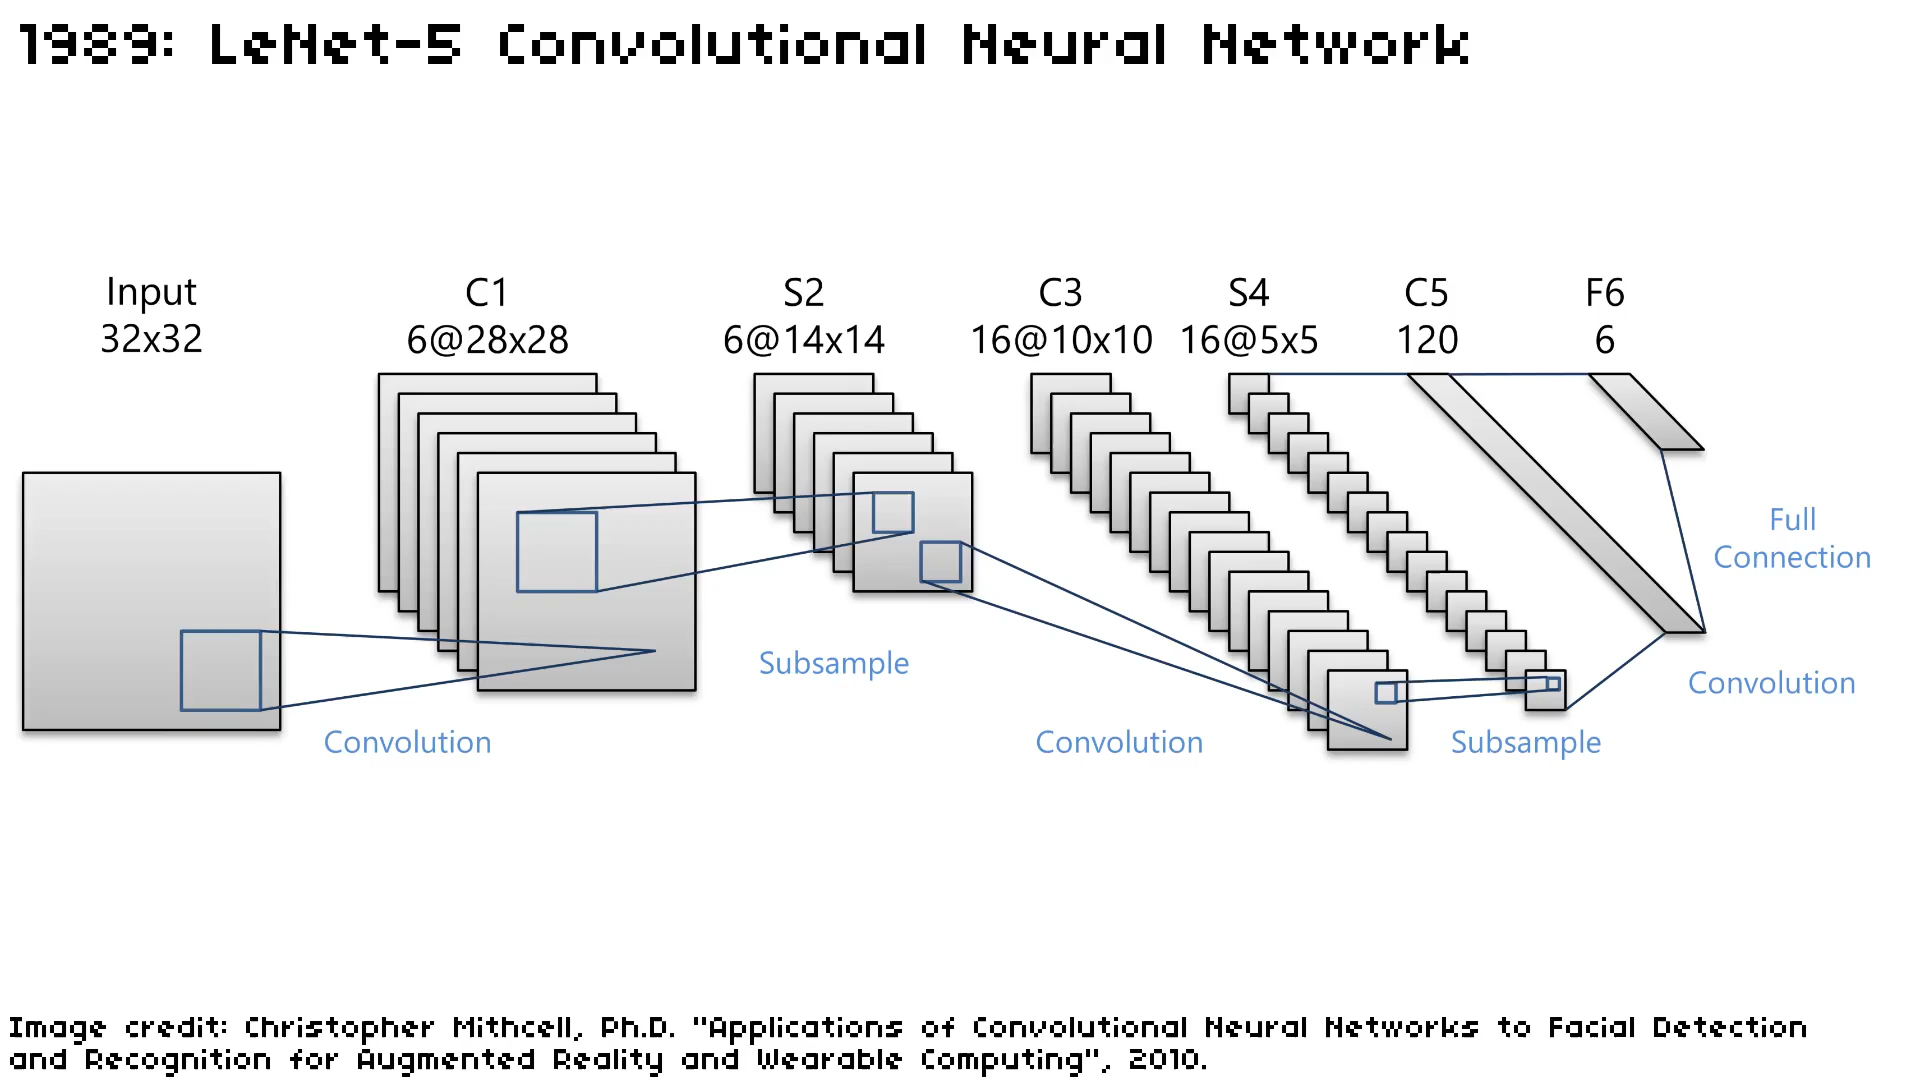 1989: LeNet-5 Convolutional Neural Network
Input
32x32
C1
6@28x28
S2
6@14x14
C3
16@10x10
S4
16@5x5
C5
120
F6
6
Full
Connection
Subsample
Convolution
Convolution
Convolution
Subsample
Image credit: Christopher Mithcell, Ph.D. "Applications of Convolutional Neural Networks to Facial Detection
and Recognition for Augmented Reality and Wearable Computing", 2010.